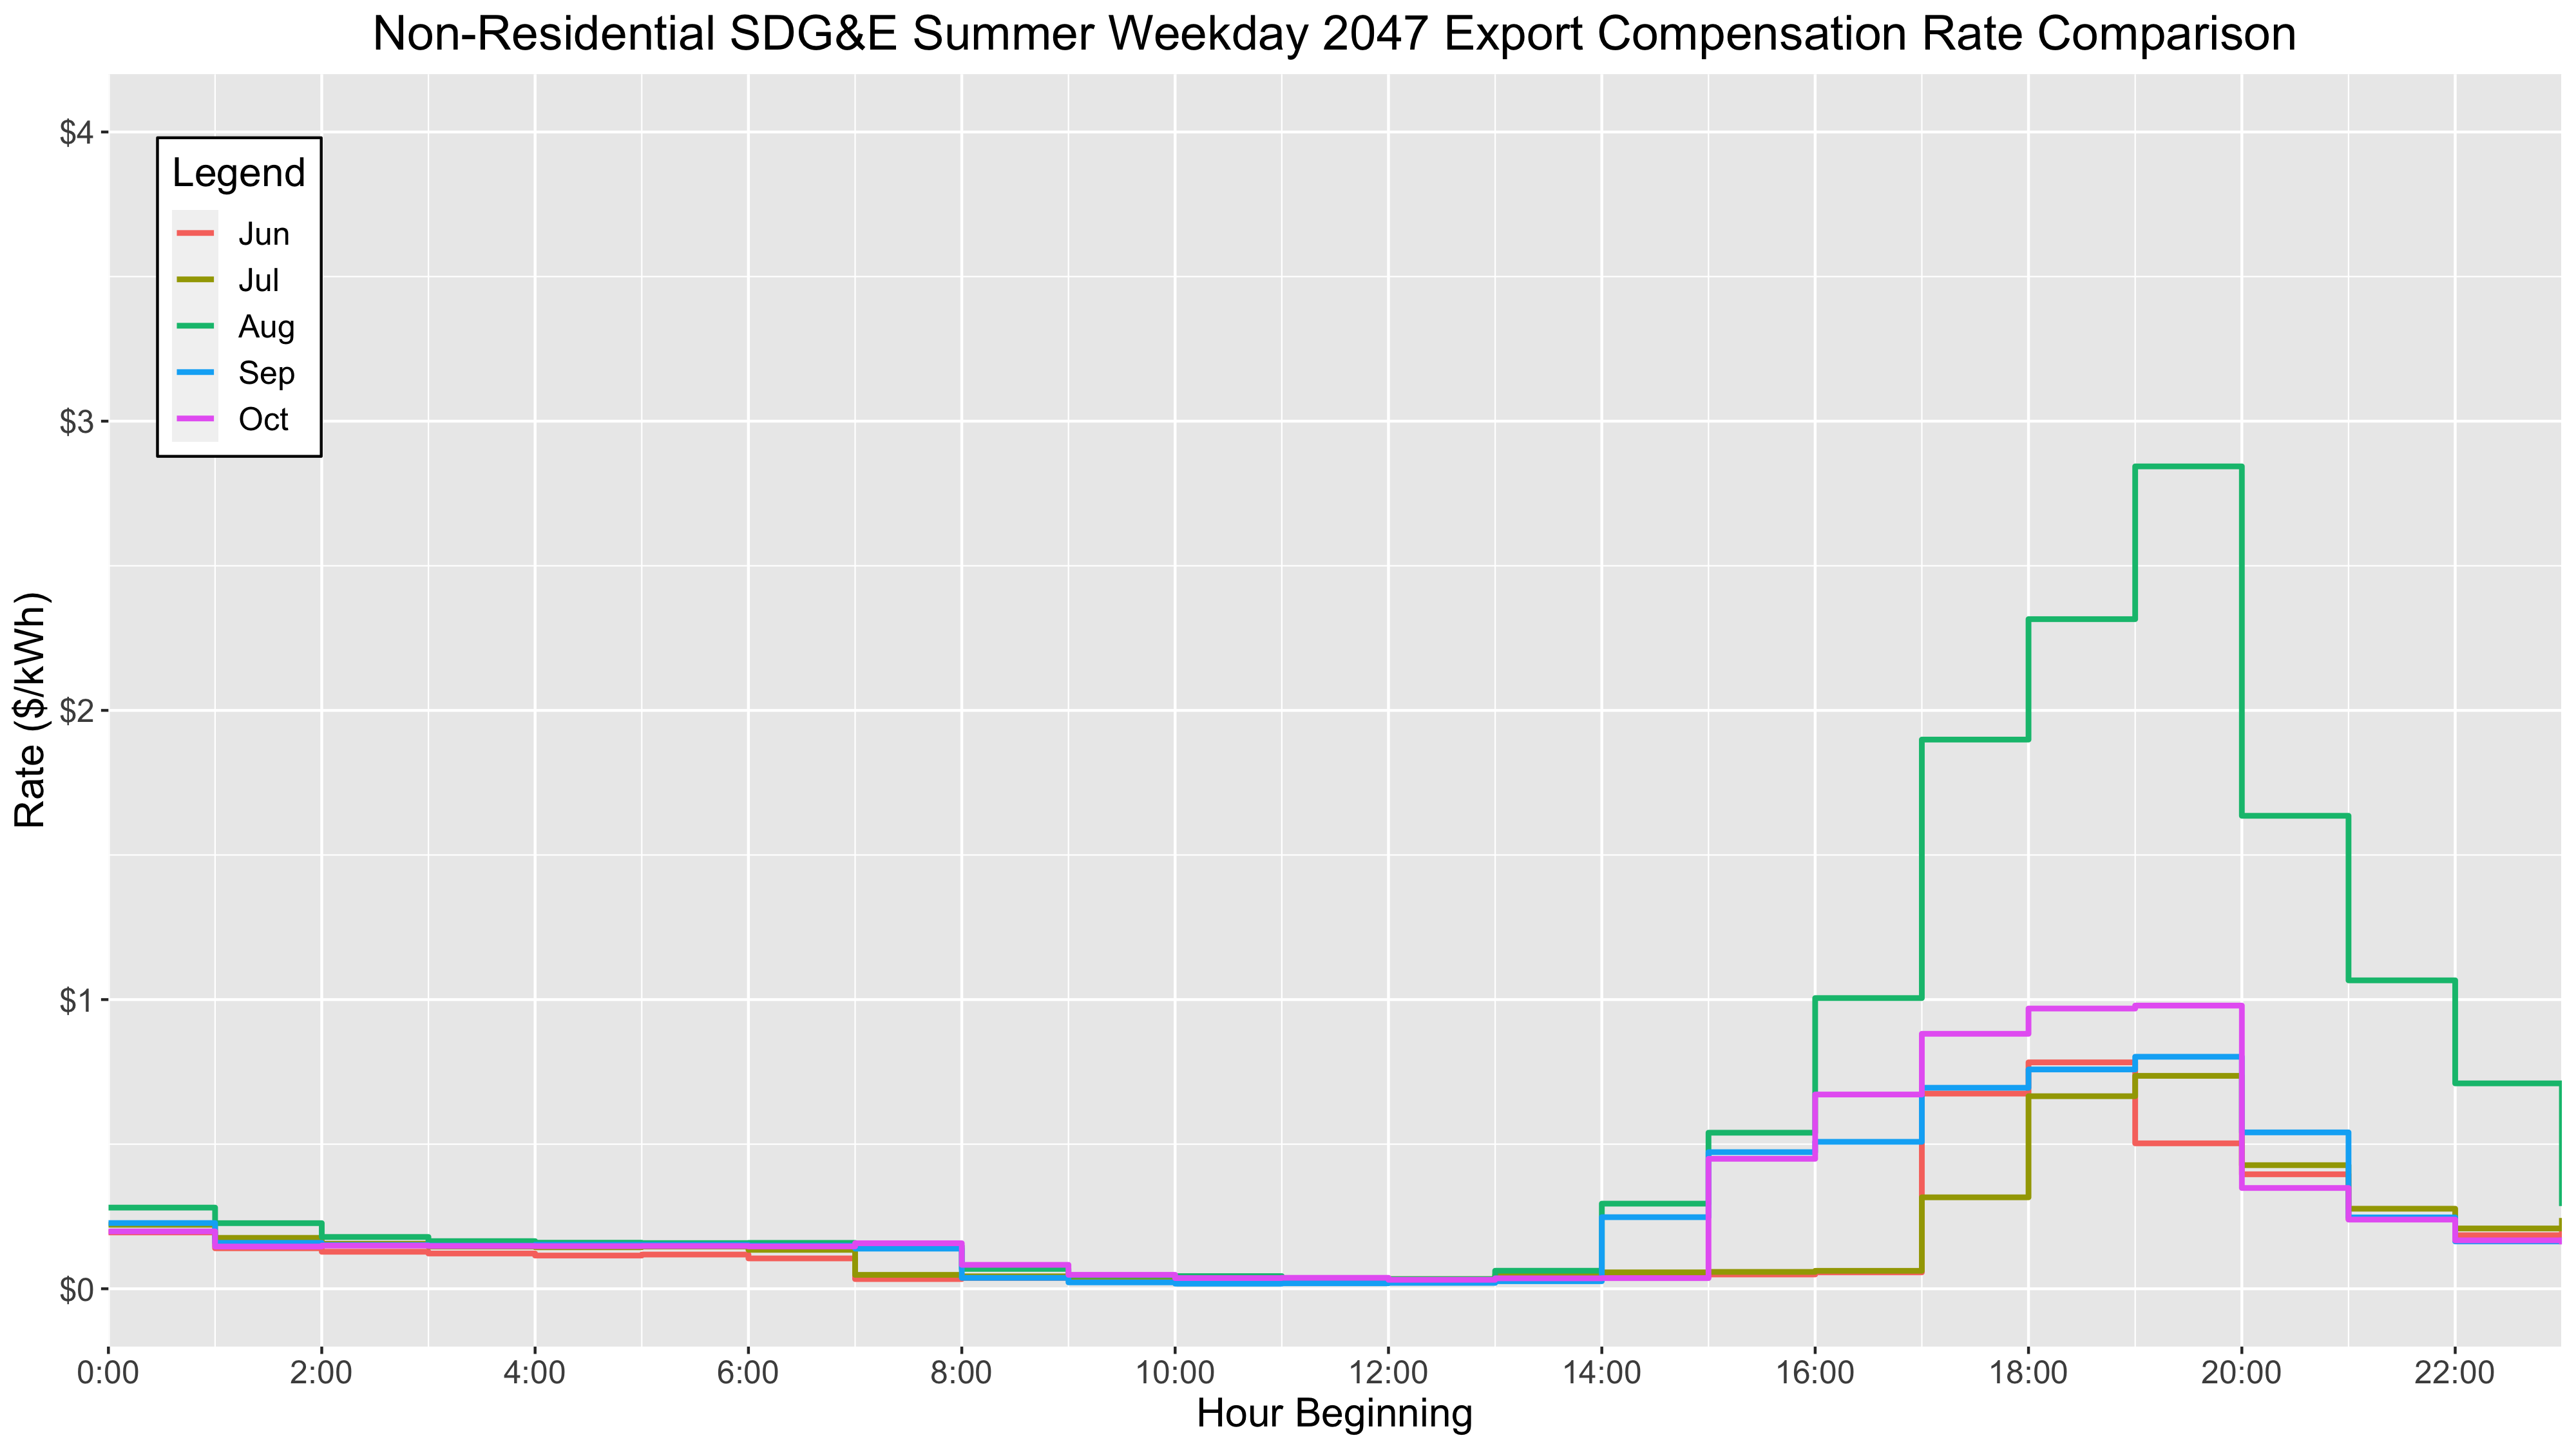 Non-Residential SDG&E Summer Weekday 2047 Export Compensation Rate Comparison
$4
$3
$2
$1
$0
Rate ($/kWh)
Legend
Jun
Jul
Aug
Sep
Oct
0:00 2:00 4:00 6:00 8:00 10:00 12:00 14:00 16:00 18:00 20:00 22:00
Hour Beginning